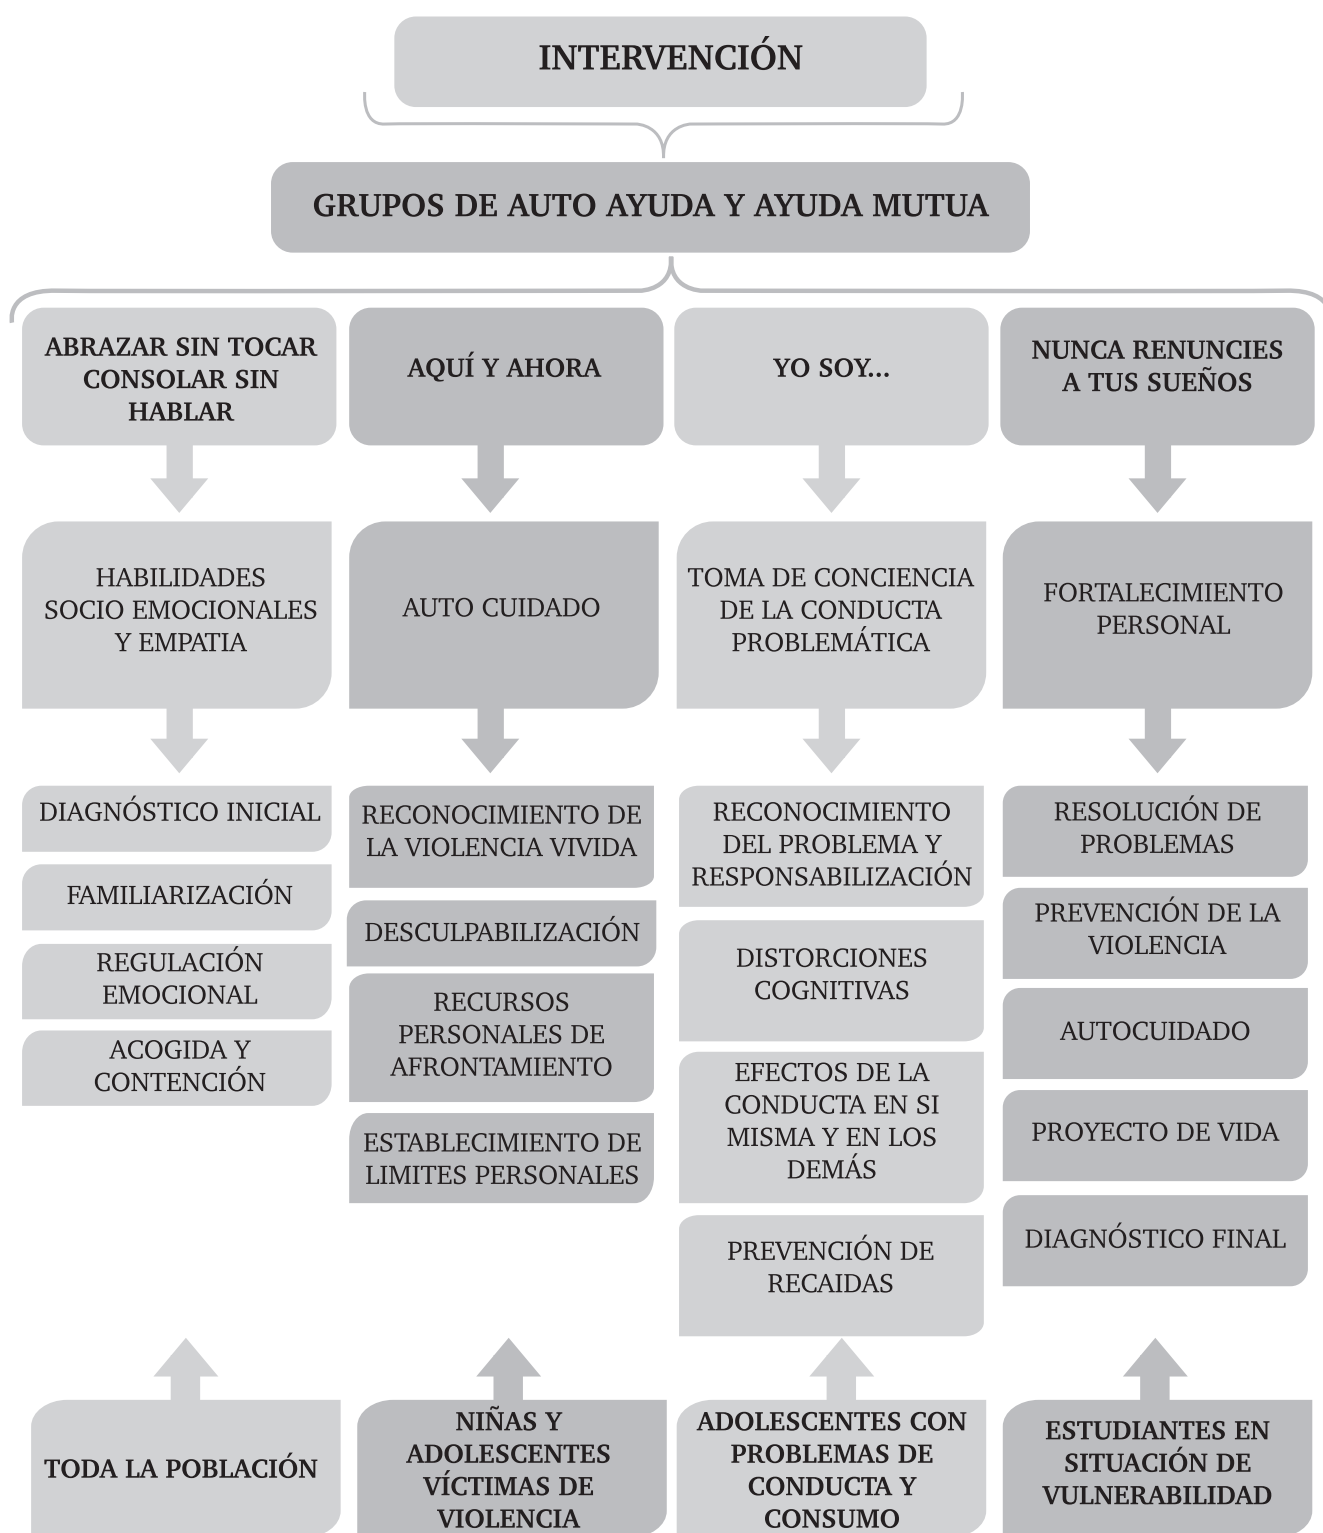 INTERVENCIÓN
GRUPOS DE AUTO AYUDA Y AYUDA MUTUA
ABRAZAR SIN TOCAR
CONSOLAR SIN
HABLAR
AQUÍ Y AHORA
YO SOY...
NUNCA RENUNCIES
A TUS SUEÑOS
HABILIDADES
SOCIO EMOCIONALES
Y EMPATIA
AUTO CUIDADO
TOMA DE CONCIENCIA
DE LA CONDUCTA
PROBLEMÁTICA
FORTALECIMIENTO
PERSONAL
DIAGNÓSTICO INICIAL
FAMILIARIZACIÓN
REGULACIÓN
EMOCIONAL
ACOGIDA Y
CONTENCIÓN
RECONOCIMIENTO DE
LA VIOLENCIA VIVIDA
DESCULPABILIZACIÓN
RECURSOS
PERSONALES DE
AFRONTAMIENTO
ESTABLECIMIENTO DE
LIMITES PERSONALES
RECONOCIMIENTO
DEL PROBLEMA Y
RESPONSABILIZACIÓN
DISTORCIONES
COGNITIVAS
EFECTOS DE LA
CONDUCTA EN SI
MISMA Y EN LOS
DEMÁS
PREVENCIÓN DE
RECAIDAS
RESOLUCIÓN DE
PROBLEMAS
PREVENCIÓN DE LA
VIOLENCIA
AUTOCUIDADO
PROYECTO DE VIDA
DIAGNÓSTICO FINAL
TODA LA POBLACIÓN
NIÑAS Y
ADOLESCENTES
VÍCTIMAS DE
VIOLENCIA
ADOLESCENTES CON
PROBLEMAS DE
CONDUCTA Y
CONSUMO
ESTUDIANTES EN
SITUACIÓN DE
VULNERABILIDAD